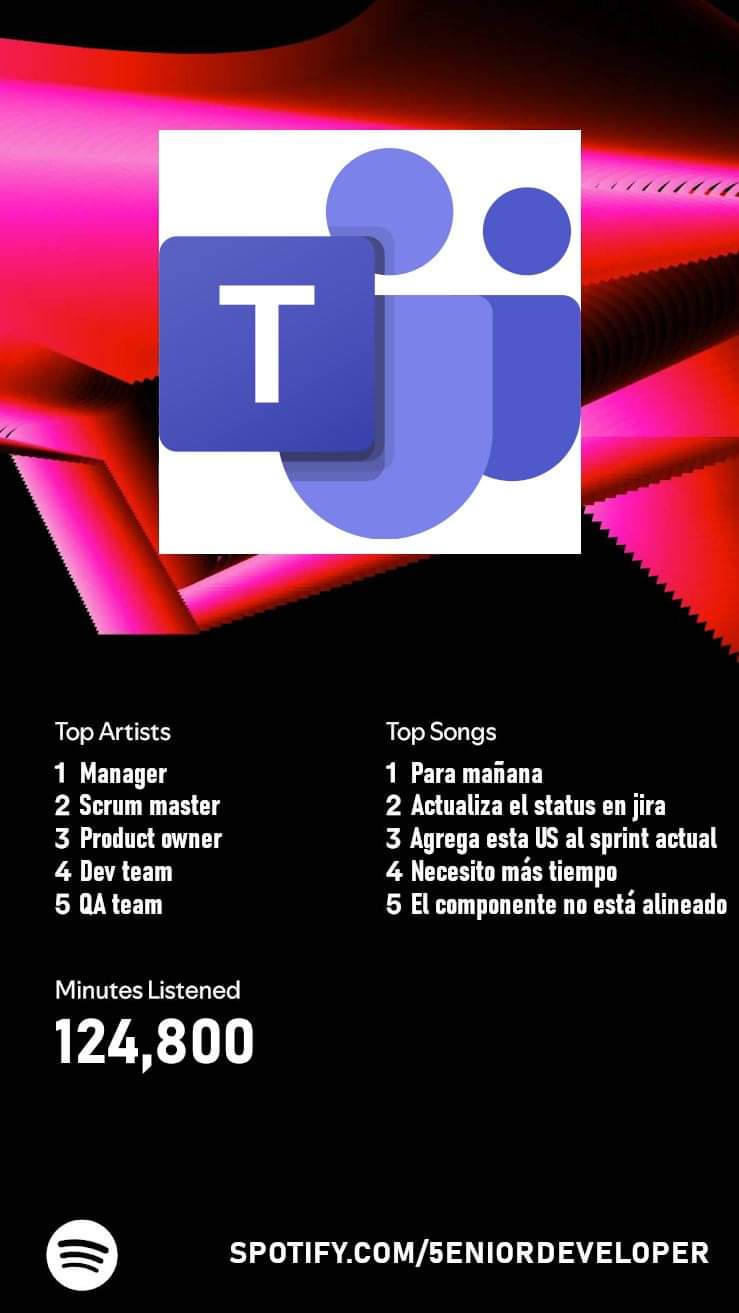 T
Top Artists
1 Manager
2 Scrum master
3 Product owner
4 Dev team
5 QA team
Top Songs
1 Para mañana
2 Actualiza el status en jira
3 Agrega esta US al sprint actual
4 Necesito más tiempo
5 El componente no está alineado
Minutes Listened
124,800
SPOTIFY.COM/5ENIORDEVELOPER